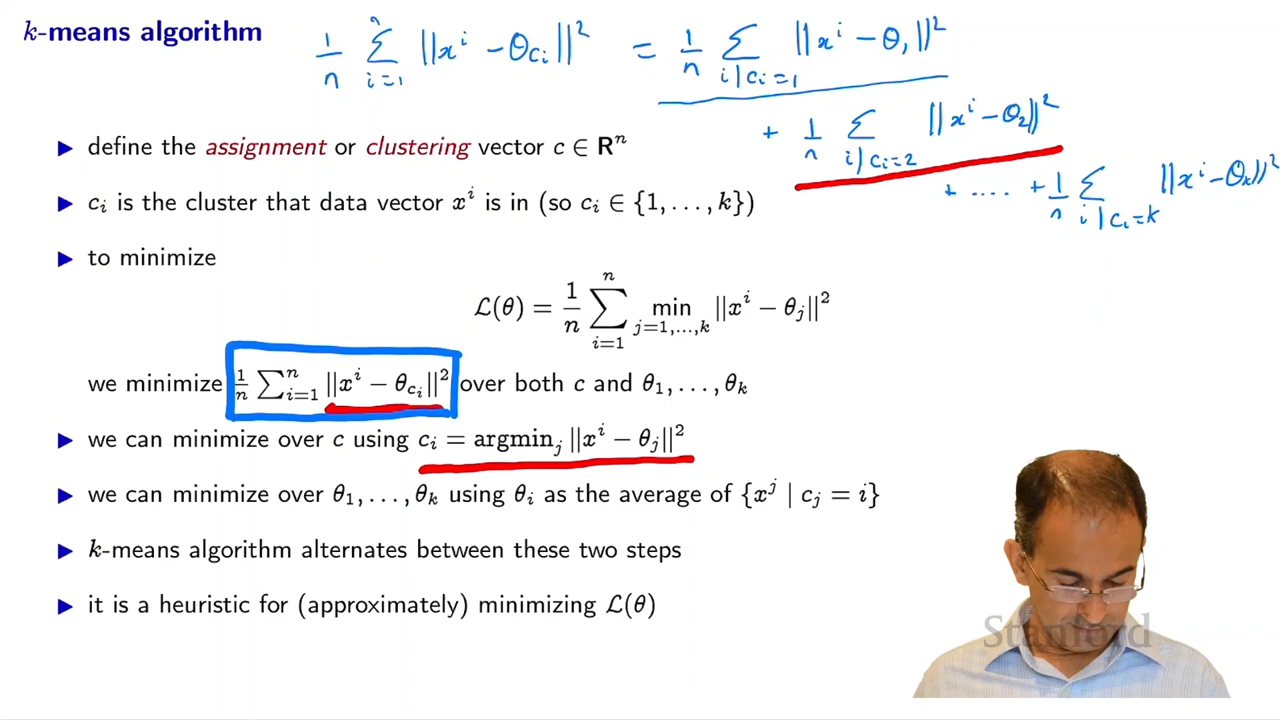 k-means algorithm
1/n Σ_{i=1}^{n} ||x^i − θ_{c_i}||² = 1/n Σ_{i|c_i=1} ||x^i − θ_1||²
+ 1/n Σ_{i|c_i=2} ||x^i − θ_2||²
+ .... + 1/n Σ_{i|c_i=k} ||x^i − θ_k||²
▶ define the assignment or clustering vector c ∈ R^n
▶ c_i is the cluster that data vector x^i is in (so c_i ∈ {1, . . . , k})
▶ to minimize
L(θ) = 1/n Σ_{i=1}^{n} min_{j=1,...,k} ||x^i − θ_j||²
we minimize 1/n Σ_{i=1}^{n} ||x^i − θ_{c_i}||² over both c and θ_1, . . . , θ_k
▶ we can minimize over c using c_i = argmin_j ||x^i − θ_j||²
▶ we can minimize over θ_1, . . . , θ_k using θ_i as the average of {x^j | c_j = i}
▶ k-means algorithm alternates between these two steps
▶ it is a heuristic for (approximately) minimizing L(θ)
Stanford